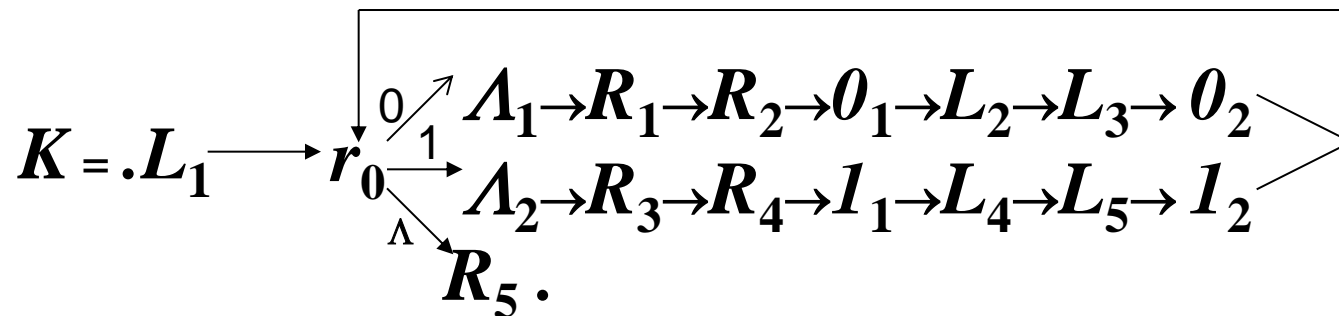 0 Λ₁→R₁→R₂→0₁→L₂→L₃→ 0₂
K = .L₁ → r₀ 1
Λ₂→R₃→R₄→1₁→L₄→L₅→ 1₂
Λ
R₅ .